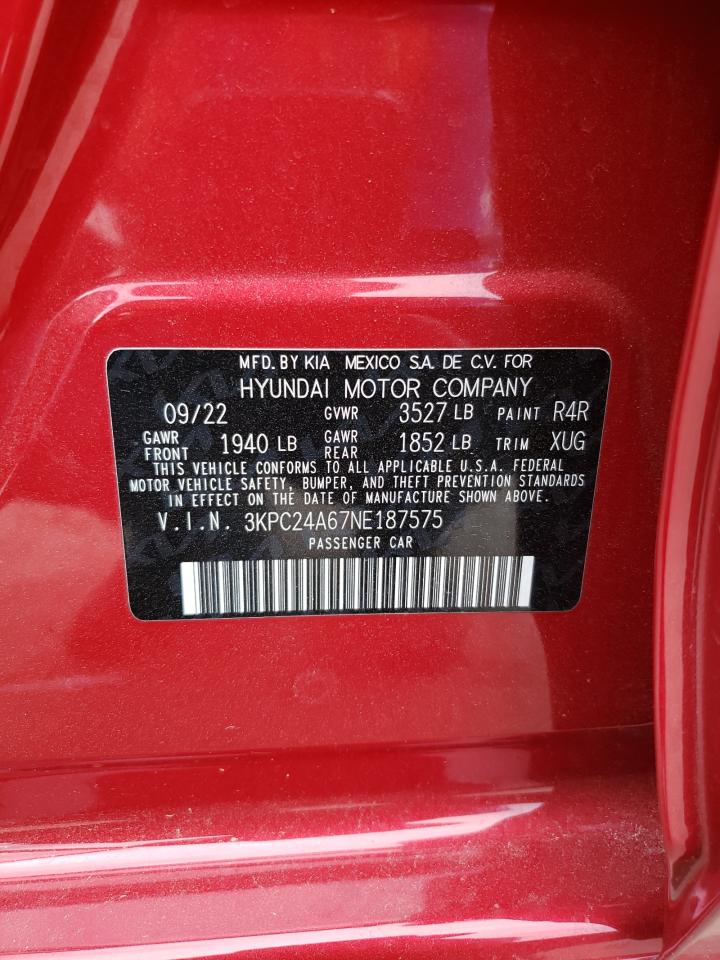 MFD. BY KIA MEXICO S.A. DE C.V. FOR
HYUNDAI MOTOR COMPANY
09/22 GVWR 3527 LB PAINT R4R
GAWR FRONT 1940 LB GAWR REAR 1852 LB TRIM XUG
THIS VEHICLE CONFORMS TO ALL APPLICABLE U.S.A. FEDERAL
MOTOR VEHICLE SAFETY, BUMPER, AND THEFT PREVENTION STANDARDS
IN EFFECT ON THE DATE OF MANUFACTURE SHOWN ABOVE.
V.I.N. 3KPC24A67NE187575
PASSENGER CAR